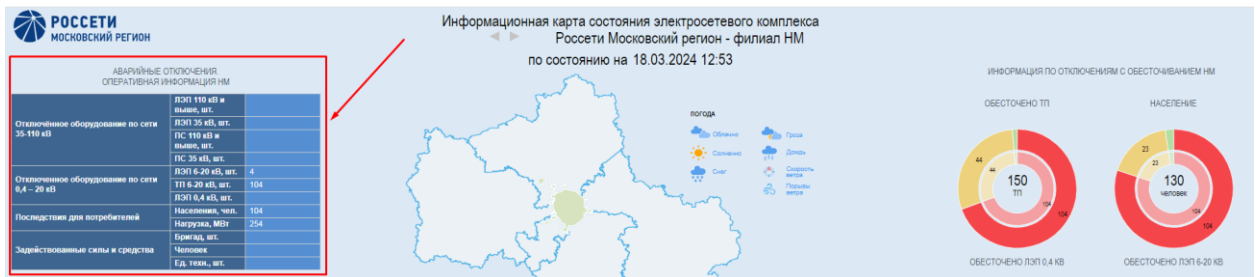 РОССЕТИ
МОСКОВСКИЙ РЕГИОН
Информационная карта состояния электросетевого комплекса
Россети Московский регион - филиал НМ
по состоянию на 18.03.2024 12:53
АВАРИЙНЫЕ ОТКЛЮЧЕНИЯ
ОПЕРАТИВНАЯ ИНФОРМАЦИЯ НМ
Отключённое оборудование по сети
35-110 кВ
ЛЭП 110 кВ и
выше, шт.
ЛЭП 35 кВ, шт.
ПС 110 кВ и
выше, шт.
ПС 35 кВ, шт.
Отключенное оборудование по сети
0,4 – 20 кВ
ЛЭП 6-20 кВ, шт. 4
ТП 6-20 кВ, шт. 104
ЛЭП 0,4 кВ, шт.
Последствия для потребителей
Населения, чел. 104
Нагрузка, МВт 254
Задействованные силы и средства
Бригад, шт.
Человек
Ед. техн., шт.
ПОГОДА
Облачно
Гроза
Солнечно
Дождь
Снег
Скорость
ветра
Порывы
ветра
ИНФОРМАЦИЯ ПО ОТКЛЮЧЕНИЯМ С ОБЕСТОЧИВАНИЕМ НМ
ОБЕСТОЧЕНО ТП
44
44
150
ТП
104
104
ОБЕСТОЧЕНО ЛЭП 0,4 КВ
НАСЕЛЕНИЕ
23
23
130
человек
104
104
ОБЕСТОЧЕНО ЛЭП 6-20 КВ